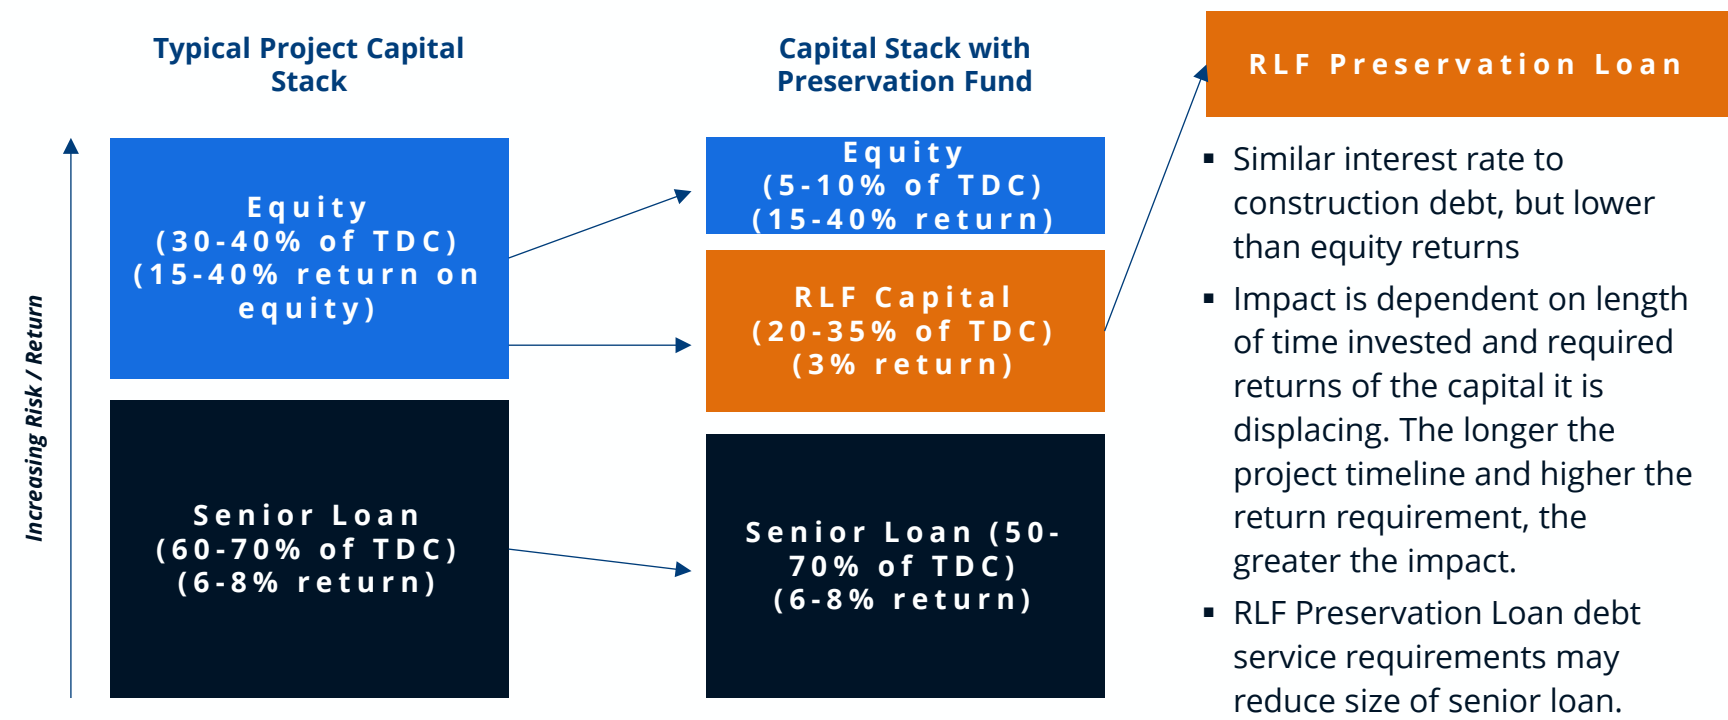 Typical Project Capital
Stack
Capital Stack with
Preservation Fund
RLF Preservation Loan
Increasing Risk / Return
Equity
(30-40% of TDC)
(15-40% return on
equity)
Senior Loan
(60-70% of TDC)
(6-8% return)
Equity
(5-10% of TDC)
(15-40% return)
RLF Capital
(20-35% of TDC)
(3% return)
Senior Loan (50-
70% of TDC)
(6-8% return)
▪ Similar interest rate to
construction debt, but lower
than equity returns
▪ Impact is dependent on length
of time invested and required
returns of the capital it is
displacing. The longer the
project timeline and higher the
return requirement, the
greater the impact.
▪ RLF Preservation Loan debt
service requirements may
reduce size of senior loan.